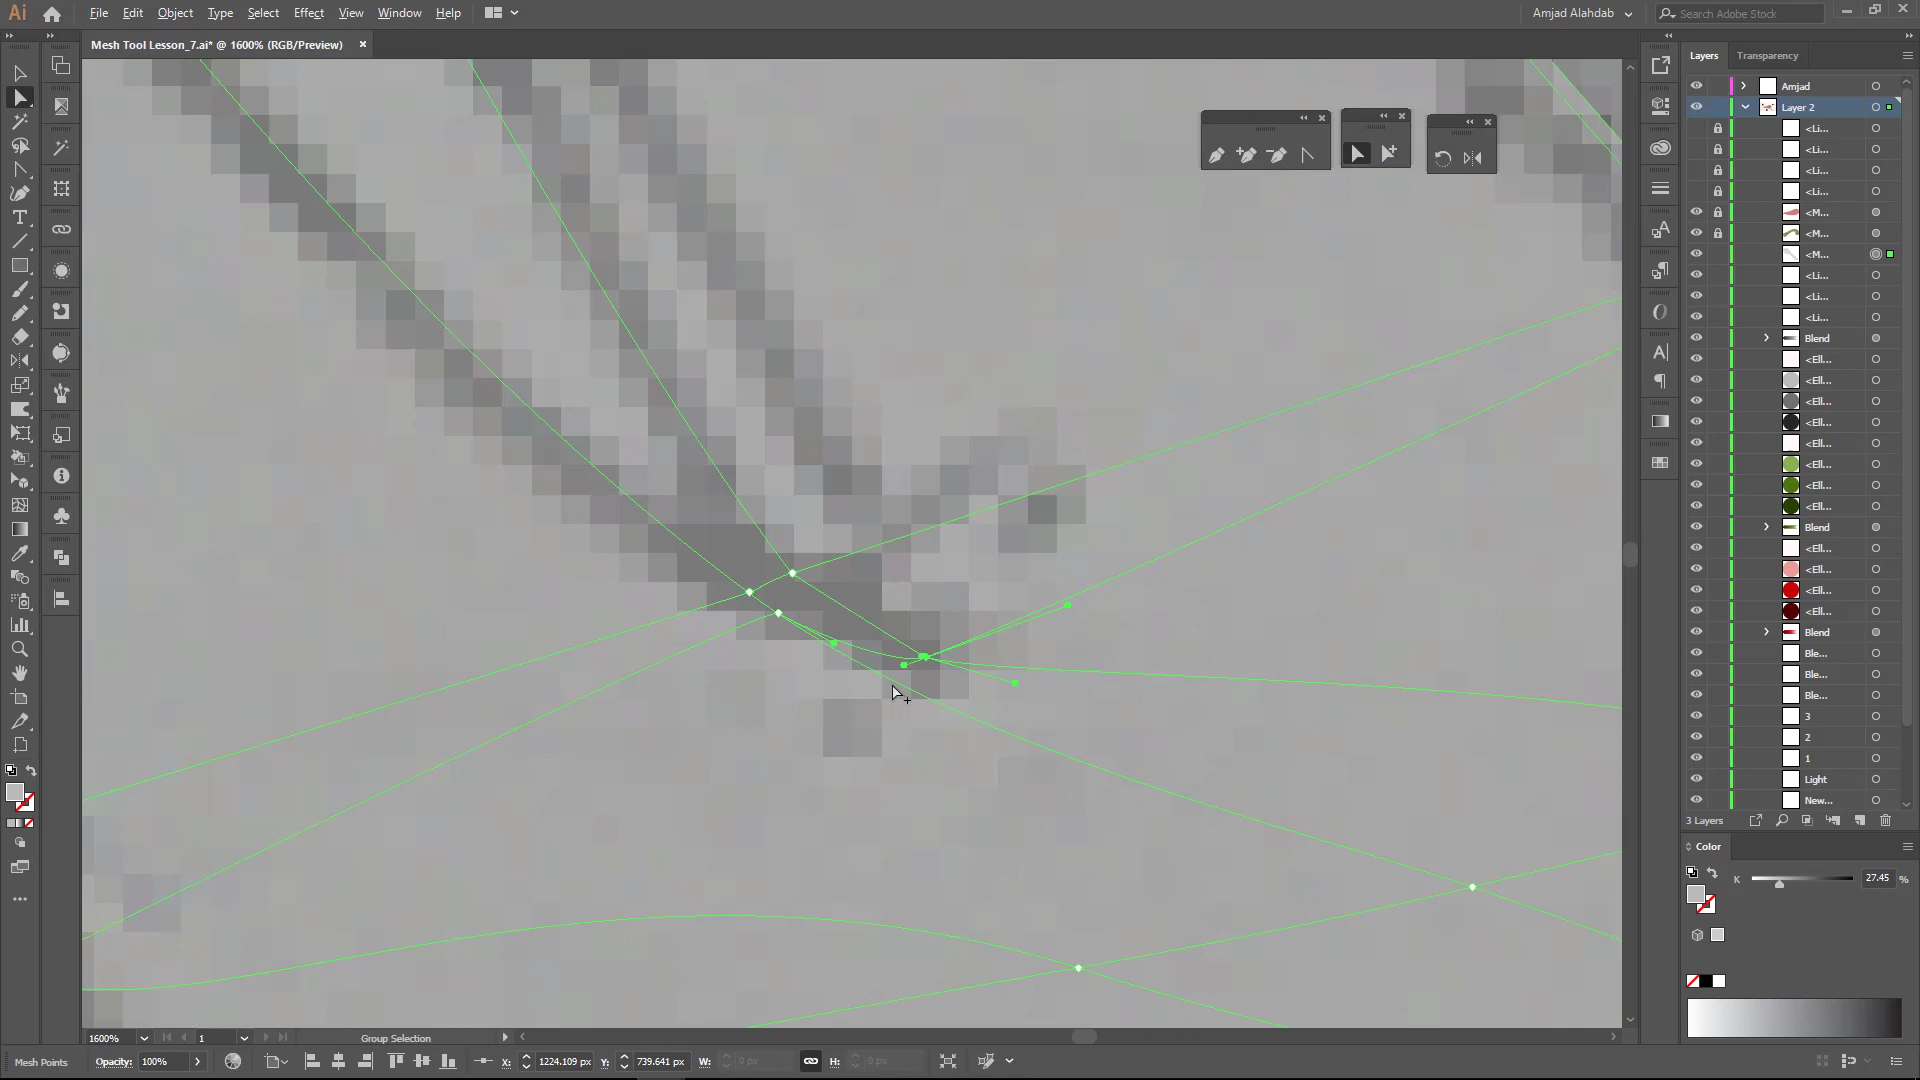 Ai File Edit Object Type Select Effect View Window Help
Amjad Alahdab
Search Adobe Stock
Mesh Tool Lesson_7.ai* @ 1600% (RGB/Preview)
Layers Transparency
Amjad
Layer 2
<Li...
<Li...
<Li...
<Li...
<M...
<M...
<M...
<Li...
<Li...
<Li...
Blend
<Ell...
<Ell...
<Ell...
<Ell...
<Ell...
<Ell...
<Ell...
<Ell...
Blend
<Ell...
<Ell...
<Ell...
<Ell...
Blend
Ble...
Ble...
Ble...
3
2
1
Light
New...
3 Layers
Color
K 27.45 %
1600% 1 Group Selection
Mesh Points Opacity: 100% X: 1224.109 px Y: 739.641 px W: 0 px H: 0 px